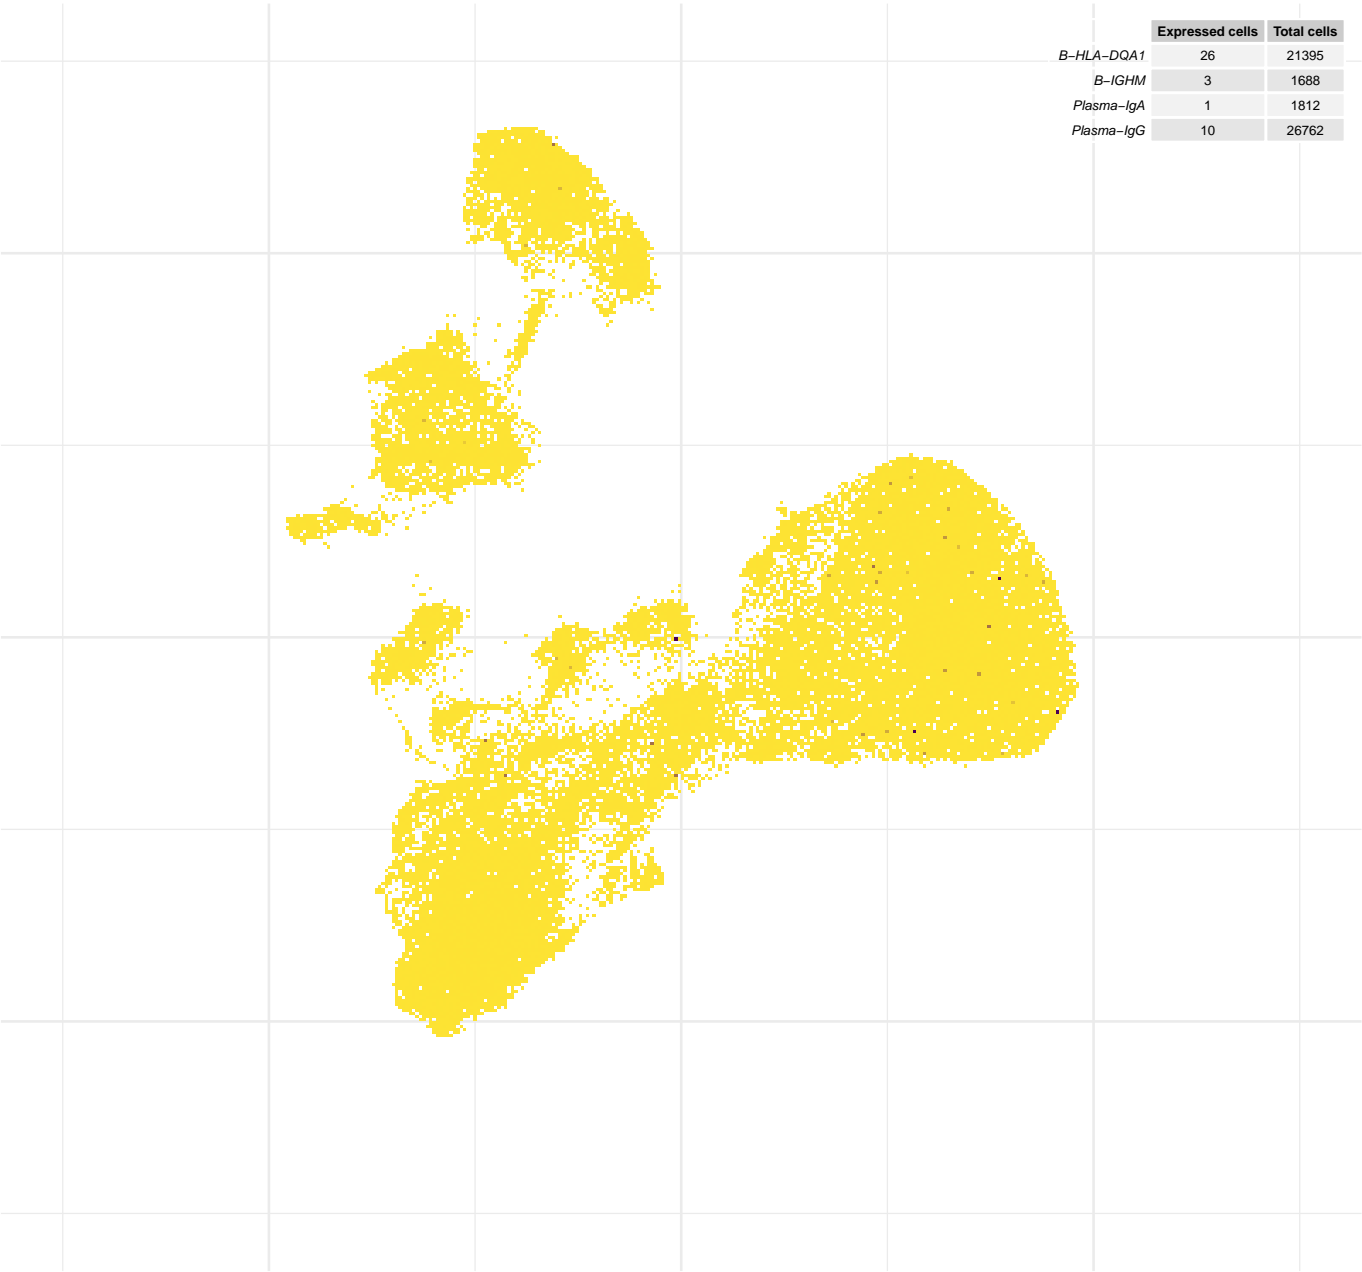 Expressed cells Total cells
B-HLA-DQA1 26 21395
B-IGHM 3 1688
Plasma-IgA 1 1812
Plasma-IgG 10 26762